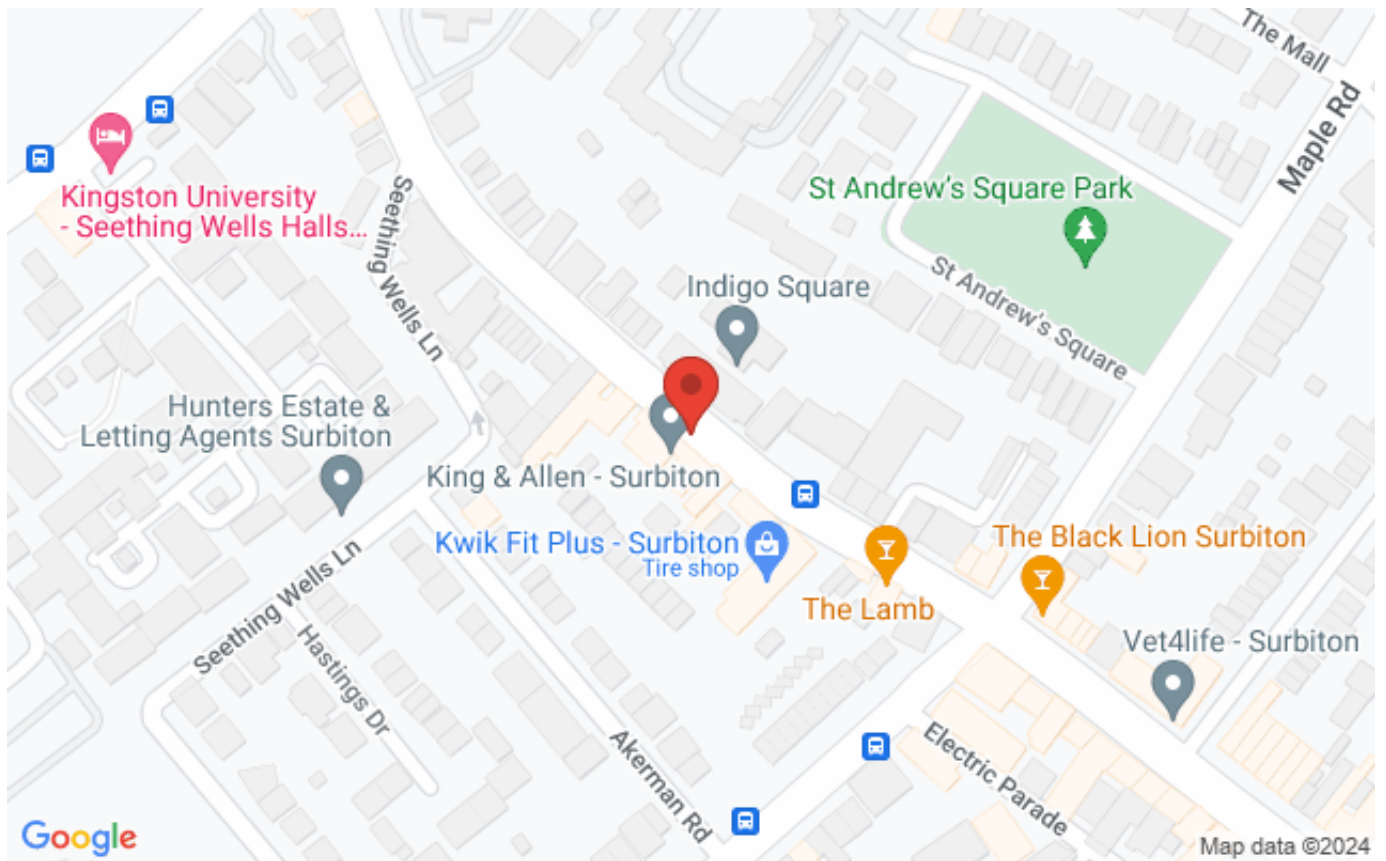 The Mall
Maple Rd
Kingston University
- Seething Wells Halls...
St Andrew's Square Park
Seething Wells Ln
Indigo Square
St Andrew's Square
Hunters Estate &
Letting Agents Surbiton
King & Allen - Surbiton
Kwik Fit Plus - Surbiton
Tire shop
The Black Lion Surbiton
The Lamb
Seething Wells Ln
Hastings Dr
Vet4life - Surbiton
Akerman Rd
Electric Parade
Google
Map data ©2024